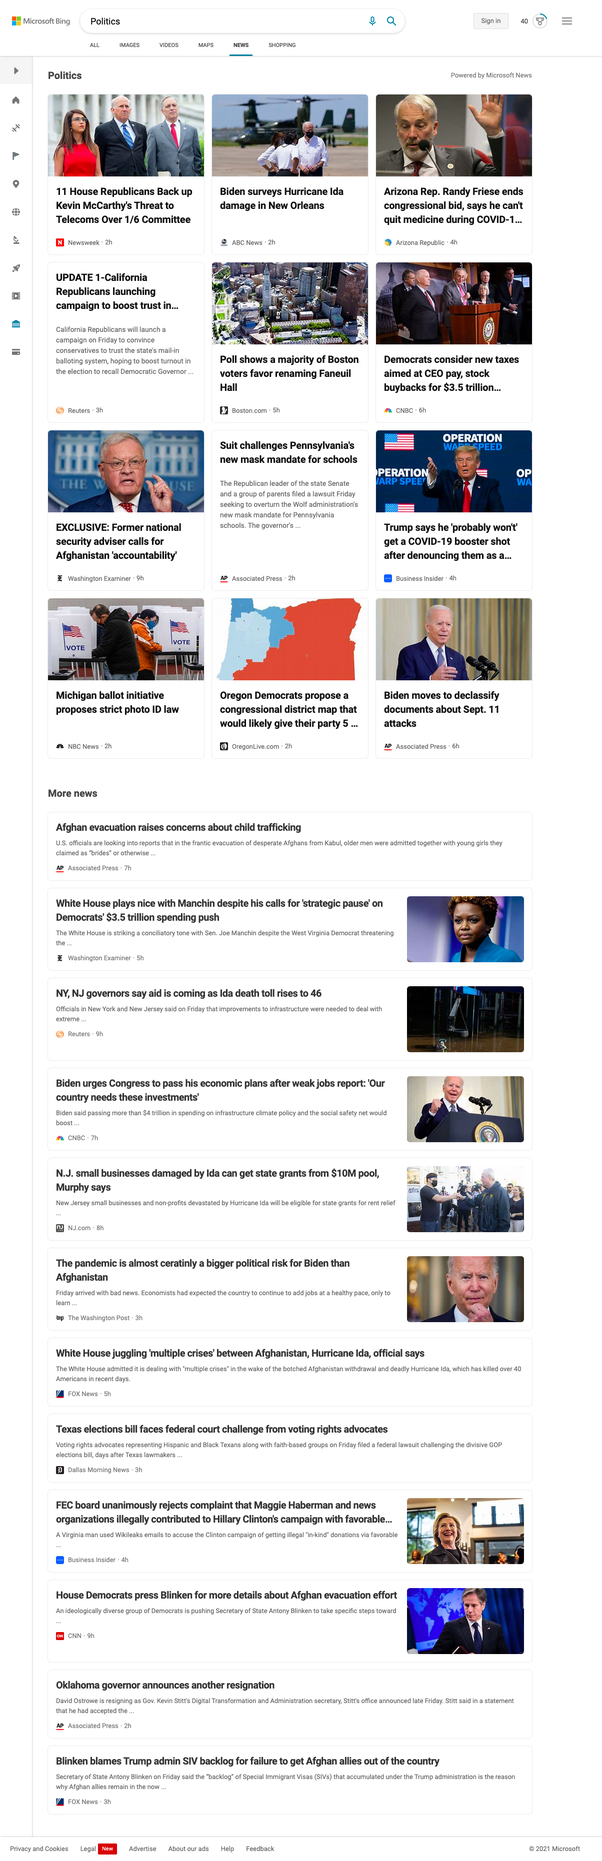 Microsoft Bing
Politics
Sign in
40
ALL
IMAGES
VIDEOS
MAPS
NEWS
SHOPPING
Politics
Powered by Microsoft News
11 House Republicans Back up
Kevin McCarthy's Threat to
Telecoms Over 1/6 Committee
Newsweek · 2h
Biden surveys Hurricane Ida
damage in New Orleans
ABC News · 2h
Arizona Rep. Randy Friese ends
congressional bid, says he can't
quit medicine during COVID-1...
Arizona Republic · 4h
UPDATE 1-California
Republicans launching
campaign to boost trust in...
California Republicans will launch a
campaign on Friday to convince
conservatives to trust the state's mail-in
balloting system, hoping to boost turnout in
the election to recall Democratic Governor ...
Reuters · 3h
Poll shows a majority of Boston
voters favor renaming Faneuil
Hall
Boston.com · 5h
Democrats consider new taxes
aimed at CEO pay, stock
buybacks for $3.5 trillion...
CNBC · 6h
THE WHITE HOUSE
EXCLUSIVE: Former national
security adviser calls for
Afghanistan 'accountability'
Washington Examiner · 9h
Suit challenges Pennsylvania's
new mask mandate for schools
The Republican leader of the state Senate
and a group of parents filed a lawsuit Friday
seeking to overturn the Wolf administration's
new mask mandate for Pennsylvania
schools. The governor's ...
AP
Associated Press · 2h
OPERATION
WARP SPEED
OPERATION
WARP SPEED
OP
WAR
Trump says he 'probably won't'
get a COVID-19 booster shot
after denouncing them as a...
Business Insider · 4h
VOTE
VOTE
Michigan ballot initiative
proposes strict photo ID law
NBC News · 2h
Oregon Democrats propose a
congressional district map that
would likely give their party 5 ...
OregonLive.com · 2h
Biden moves to declassify
documents about Sept. 11
attacks
AP
Associated Press · 6h
More news
Afghan evacuation raises concerns about child trafficking
U.S. officials are looking into reports that in the frantic evacuation of desperate Afghans from Kabul, older men were admitted together with young girls they
claimed as "brides" or otherwise ...
AP
Associated Press · 7h
White House plays nice with Manchin despite his calls for 'strategic pause' on
Democrats' $3.5 trillion spending push
The White House is striking a conciliatory tone with Sen. Joe Manchin despite the West Virginia Democrat threatening
the ...
Washington Examiner · 5h
NY, NJ governors say aid is coming as Ida death toll rises to 46
Officials in New York and New Jersey said on Friday that improvements to infrastructure were needed to deal with
extreme ...
Reuters · 9h
Biden urges Congress to pass his economic plans after weak jobs report: 'Our
country needs these investments'
Biden said passing more than $4 trillion in spending on infrastructure climate policy and the social safety net would
boost ...
CNBC · 7h
N.J. small businesses damaged by Ida can get state grants from $10M pool,
Murphy says
New Jersey small businesses and non-profits devastated by Hurricane Ida will be eligible for state grants for rent relief
...
NJ.com · 8h
The pandemic is almost ceratinly a bigger political risk for Biden than
Afghanistan
Friday arrived with bad news. Economists had expected the country to continue to add jobs at a healthy pace, only to
learn ...
wp
The Washington Post · 3h
White House juggling 'multiple crises' between Afghanistan, Hurricane Ida, official says
The White House admitted it is dealing with "multiple crises" in the wake of the botched Afghanistan withdrawal and deadly Hurricane Ida, which has killed over 40
Americans in recent days.
FOX News · 5h
Texas elections bill faces federal court challenge from voting rights advocates
Voting rights advocates representing Hispanic and Black Texans along with faith-based groups on Friday filed a federal lawsuit challenging the divisive GOP
elections bill, days after Texas lawmakers ...
Dallas Morning News · 3h
FEC board unanimously rejects complaint that Maggie Haberman and news
organizations illegally contributed to Hillary Clinton's campaign with favorable...
A Virginia man used Wikileaks emails to accuse the Clinton campaign of getting illegal "in-kind" donations via favorable
...
Business Insider · 4h
House Democrats press Blinken for more details about Afghan evacuation effort
An ideologically diverse group of Democrats is pushing Secretary of State Antony Blinken to take specific steps toward
...
CNN · 9h
Oklahoma governor announces another resignation
David Ostrowe is resigning as Gov. Kevin Stitt's Digital Transformation and Administration secretary, Stitt's office announced late Friday. Stitt said in a statement
that he had accepted the ...
AP
Associated Press · 2h
Blinken blames Trump admin SIV backlog for failure to get Afghan allies out of the country
Secretary of State Antony Blinken on Friday said the "backlog" of Special Immigrant Visas (SIVs) that accumulated under the Trump administration is the reason
why Afghan allies remain in the now ...
FOX News · 3h
Privacy and Cookies
Legal
New
Advertise
About our ads
Help
Feedback
© 2021 Microsoft